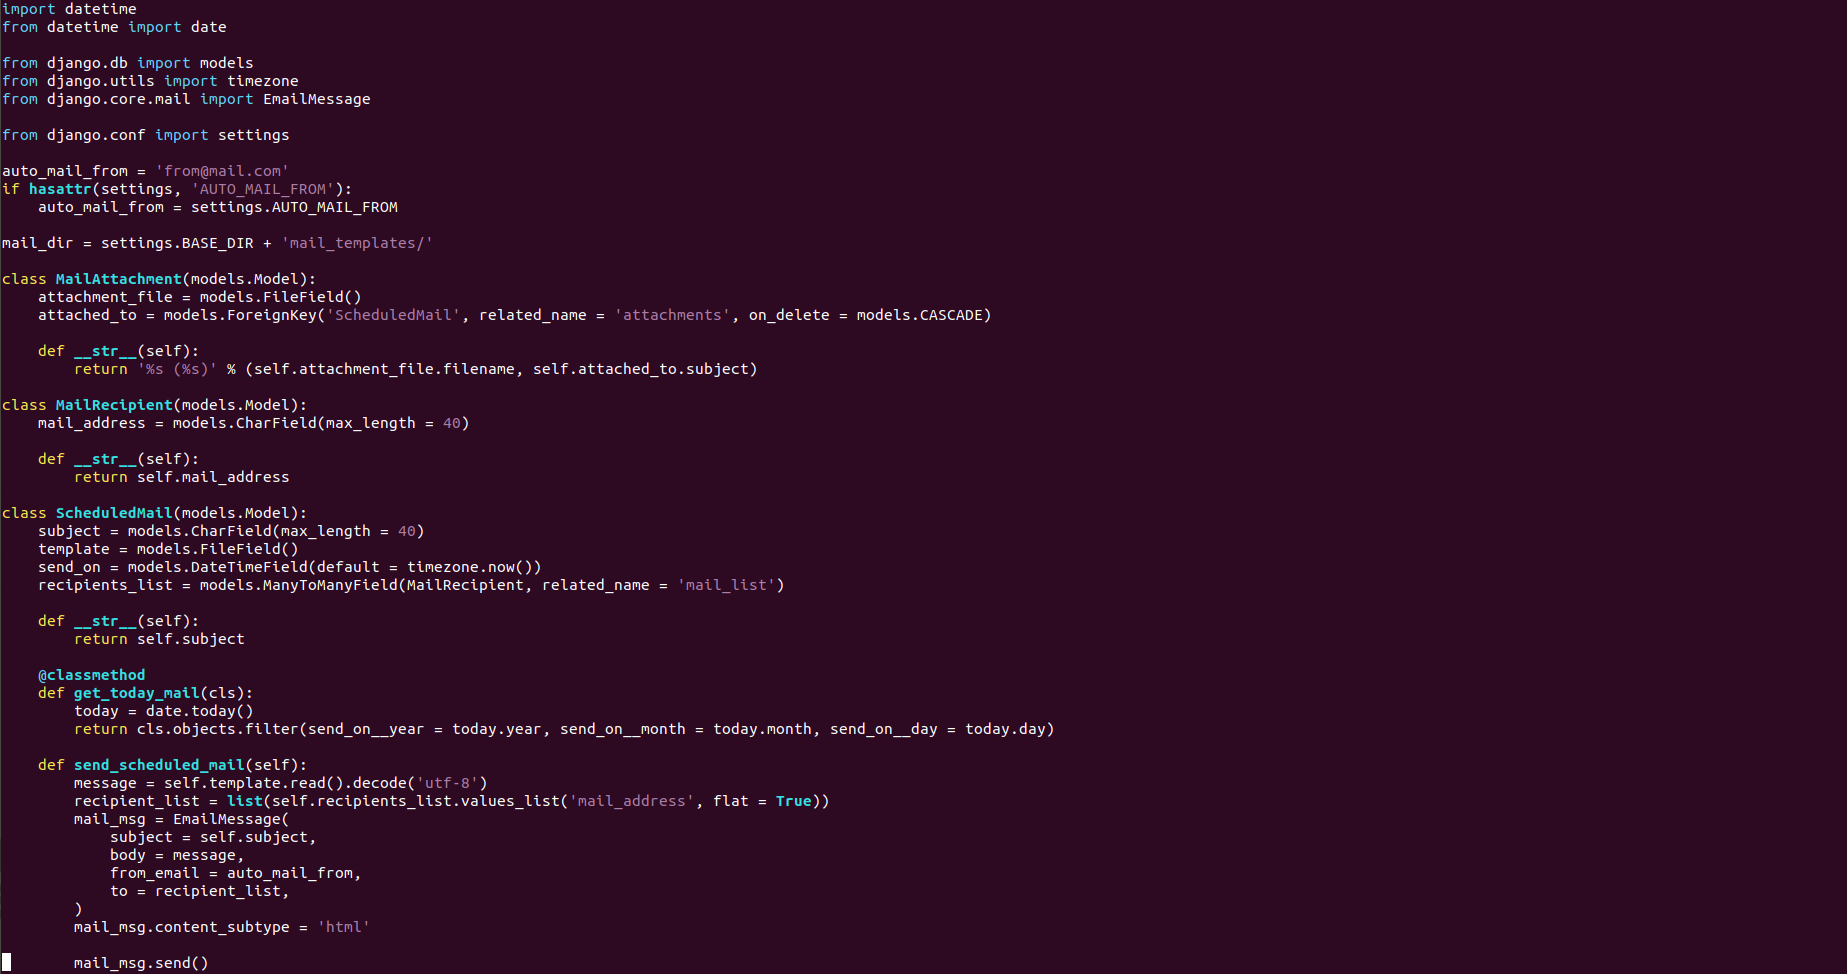 import datetime
from datetime import date

from django.db import models
from django.utils import timezone
from django.core.mail import EmailMessage

from django.conf import settings

auto_mail_from = 'from@mail.com'
if hasattr(settings, 'AUTO_MAIL_FROM'):
    auto_mail_from = settings.AUTO_MAIL_FROM

mail_dir = settings.BASE_DIR + 'mail_templates/'

class MailAttachment(models.Model):
    attachment_file = models.FileField()
    attached_to = models.ForeignKey('ScheduledMail', related_name = 'attachments', on_delete = models.CASCADE)

    def __str__(self):
        return '%s (%s)' % (self.attachment_file.filename, self.attached_to.subject)

class MailRecipient(models.Model):
    mail_address = models.CharField(max_length = 40)

    def __str__(self):
        return self.mail_address

class ScheduledMail(models.Model):
    subject = models.CharField(max_length = 40)
    template = models.FileField()
    send_on = models.DateTimeField(default = timezone.now())
    recipients_list = models.ManyToManyField(MailRecipient, related_name = 'mail_list')

    def __str__(self):
        return self.subject

    @classmethod
    def get_today_mail(cls):
        today = date.today()
        return cls.objects.filter(send_on__year = today.year, send_on__month = today.month, send_on__day = today.day)

    def send_scheduled_mail(self):
        message = self.template.read().decode('utf-8')
        recipient_list = list(self.recipients_list.values_list('mail_address', flat = True))
        mail_msg = EmailMessage(
            subject = self.subject,
            body = message,
            from_email = auto_mail_from,
            to = recipient_list,
        )
        mail_msg.content_subtype = 'html'

        mail_msg.send()